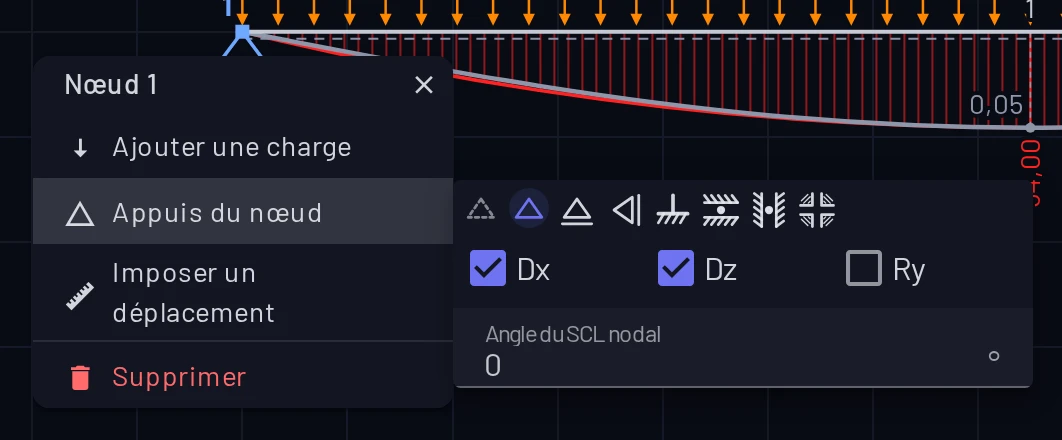 1
1
Nœud 1
0,05
Ajouter une charge
Appuis du nœud
Dx
Dz
Ry
Imposer un
déplacement
Angle du SCL nodal
0
°
Supprimer